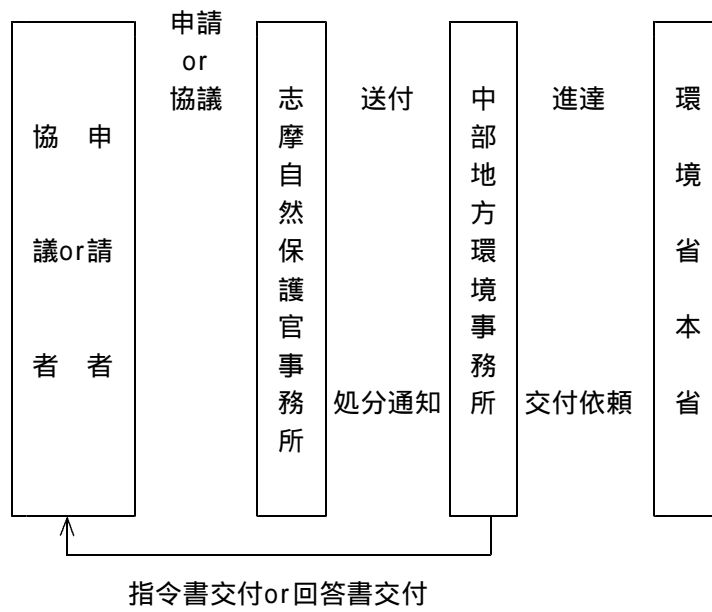 申請
or
協議
申請者
or
協議者
志摩自然保護官事務所
送付
中部地方環境事務所
進達
環境省本省
処分通知
交付依頼
指令書交付or回答書交付